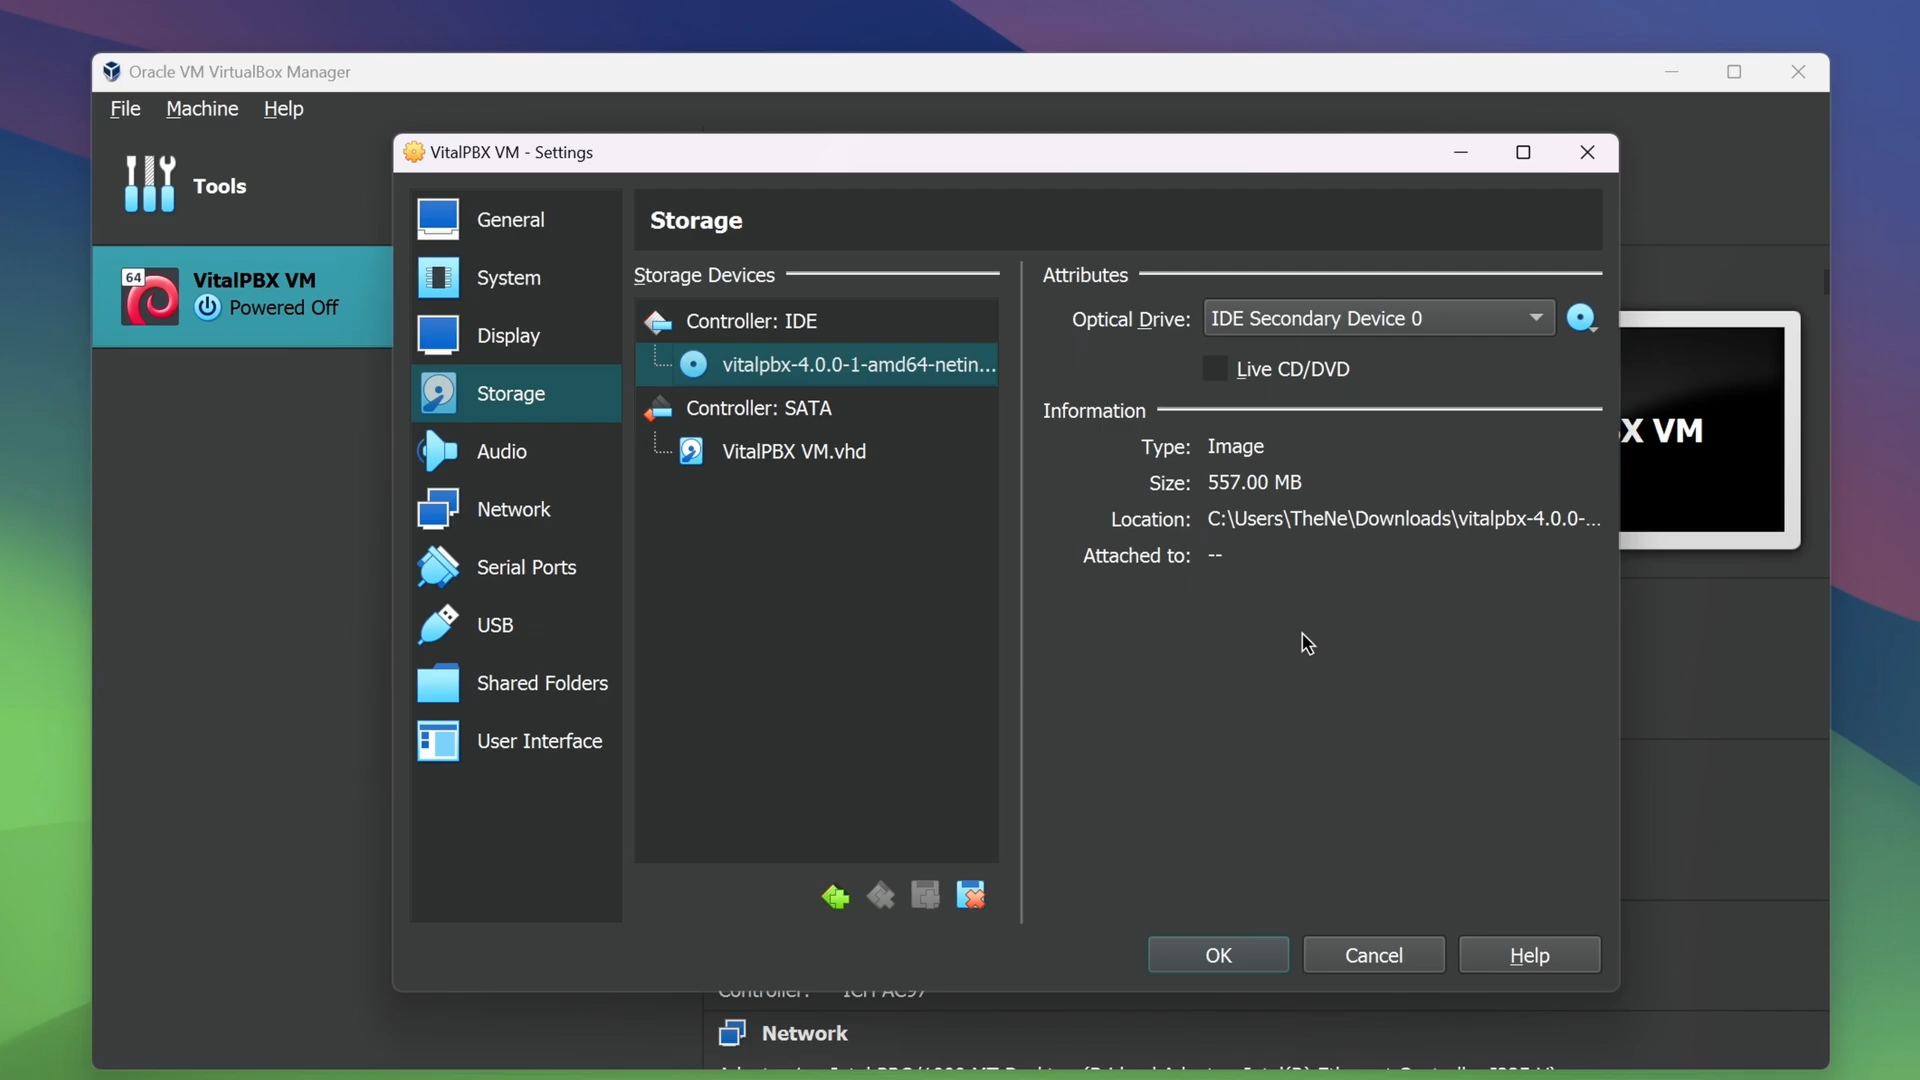 Oracle VM VirtualBox Manager
File Machine Help
Tools
64
VitalPBX VM
Powered Off
VitalPBX VM - Settings
General
System
Display
Storage
Audio
Network
Serial Ports
USB
Shared Folders
User Interface
Storage
Storage Devices
Controller: IDE
vitalpbx-4.0.0-1-amd64-netin...
Controller: SATA
VitalPBX VM.vhd
Attributes
Optical Drive: IDE Secondary Device 0
Live CD/DVD
Information
Type: Image
Size: 557.00 MB
Location: C:\Users\TheNe\Downloads\vitalpbx-4.0.0-...
Attached to: --
OK Cancel Help
X VM
Controller: ICH AC97
Network